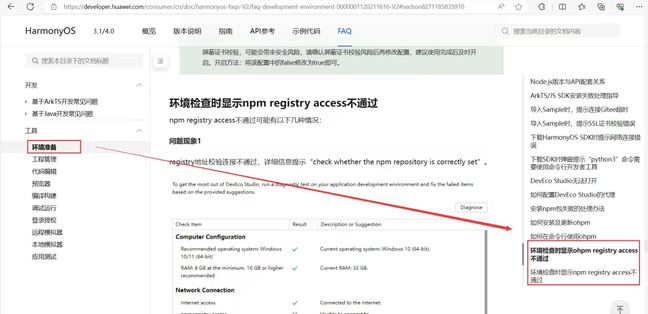 https://developer.huawei.com/consumer/cn/doc/harmonyos-faqs-V2/faq-development-environment-0000001120211616-V2#section6271185835910
HarmonyOS
3.1/4.0
概览
版本说明
指南
API参考
示例代码
FAQ
搜索当前目录的文档内容
搜索本目录下的文档标题
开发
基于ArkTS开发常见问题
基于Java开发常见问题
工具
环境准备
工程管理
代码编辑
预览器
编译构建
调试运行
登录授权
远程模拟器
本地模拟器
应用测试
屏蔽证书校验，可能会带来安全风险，请确认屏蔽证书校验风险后再修改配置，建议使用完成后及时开
启。开启方法：将该配置中的false修改为true即可。
环境检查时显示npm registry access不通过
npm registry access不通过可能有以下几种情况：
问题现象1
registry地址校验连接不通过，详细信息提示“check whether the npm repository is correctly set”。
To get the most out of DevEco Studio, run a diagnostic test on your application development environment and fix the failed items
based on the provided suggestions.
Diagnose
Check Item
Result
Description or Suggestion
Computer Configuration
Recommended operating system: Windows
10/11 (64-bit)
Current operating system: Windows 10 (64-bit).
RAM: 8 GB at the minimum, 16 GB or higher
recommended
Current RAM: 32 GB.
Network Connection
Internet access
Connected to the Internet.
Node.js版本与API配套关系
ArkTS/JS SDK安装失败处理指导
导入Sample时，提示连接Gitee超时
导入Sample时，提示SSL证书校验错误
下载HarmonyOS SDK时提示网络连接错
误
下载SDK时弹窗提示“python3”命令需
要使用命令行开发者工具
DevEco Studio无法打开
如何配置DevEco Studio的代理
安装npm包失败的处理办法
如何安装及更新ohpm
如何在命令行使用ohpm
环境检查时显示ohpm registry access
不通过
环境检查时显示npm registry access不
通过